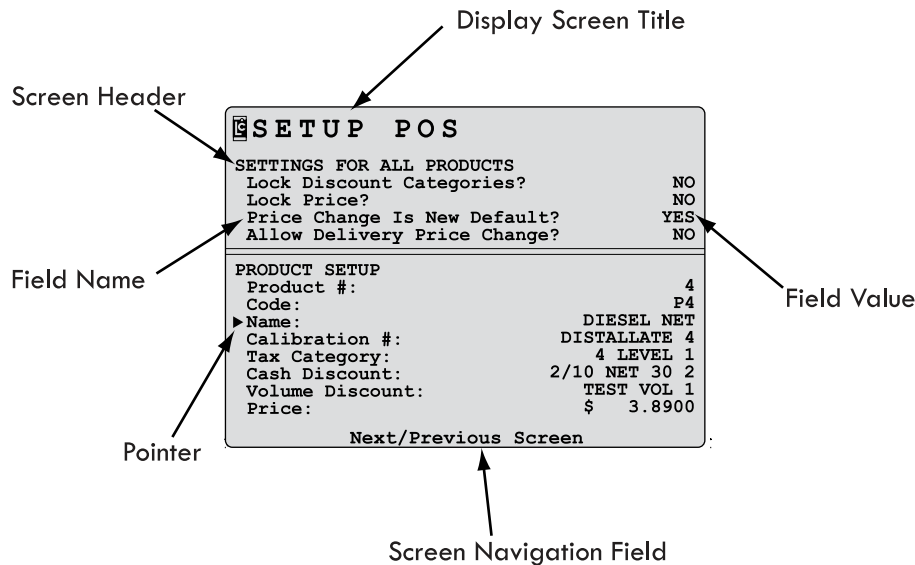 Display Screen Title
Screen Header
SETUP POS
SETTINGS FOR ALL PRODUCTS
Lock Discount Categories? NO
Lock Price? NO
Price Change Is New Default? YES
Allow Delivery Price Change? NO
Field Name
Field Value
PRODUCT SETUP
Product #: 4
Code: P4
Name: DIESEL NET
Calibration #: DISTALLATE 4
Tax Category: 4 LEVEL 1
Cash Discount: 2/10 NET 30 2
Volume Discount: TEST VOL 1
Price: $ 3.8900
Next/Previous Screen
Pointer
Screen Navigation Field